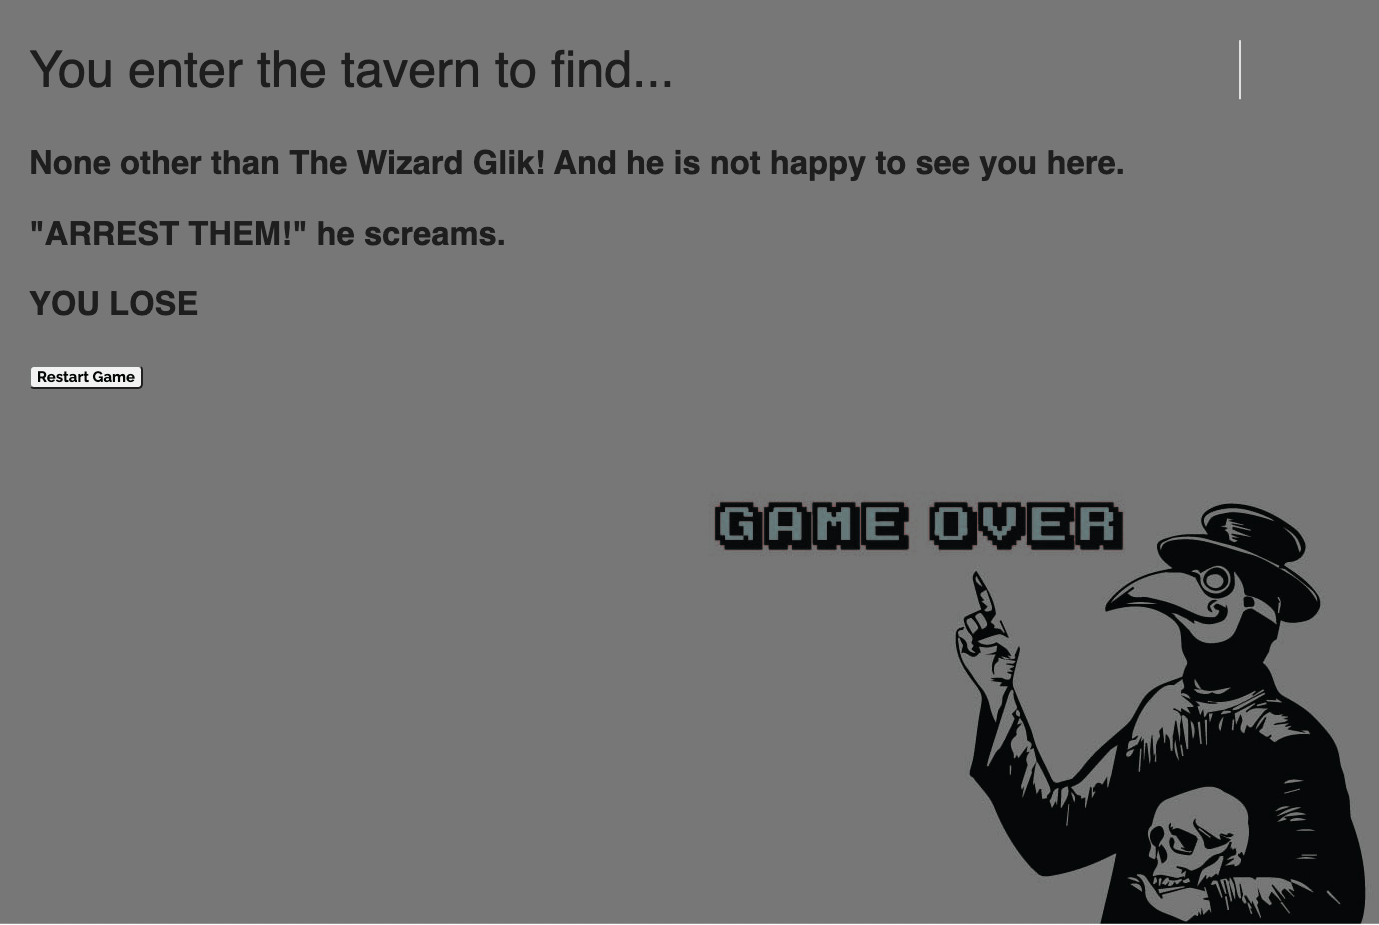 You enter the tavern to find...
None other than The Wizard Glik! And he is not happy to see you here.
"ARREST THEM!" he screams.
YOU LOSE
Restart Game
GAME OVER